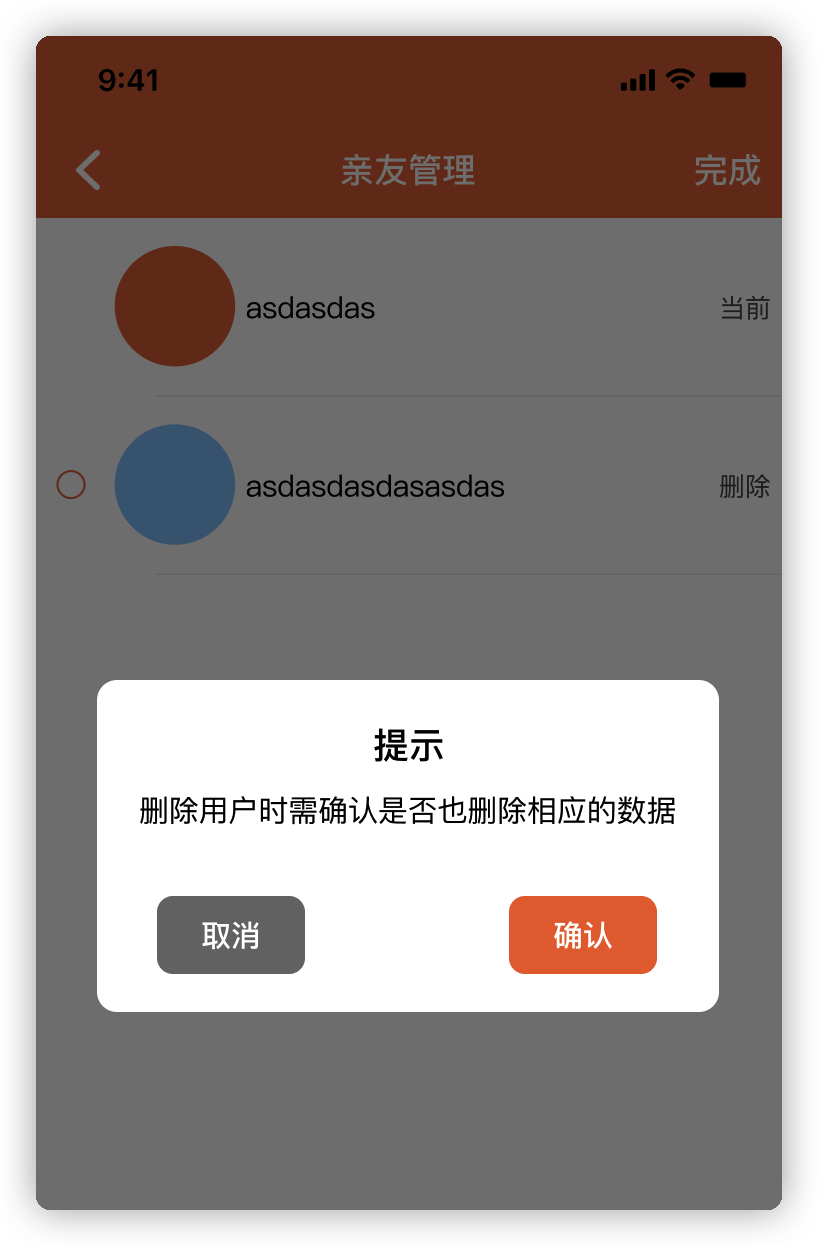 9:41
亲友管理 完成
asdasdas 当前
asdasdasdasasdas 删除
提示
删除用户时需确认是否也删除相应的数据
取消 确认